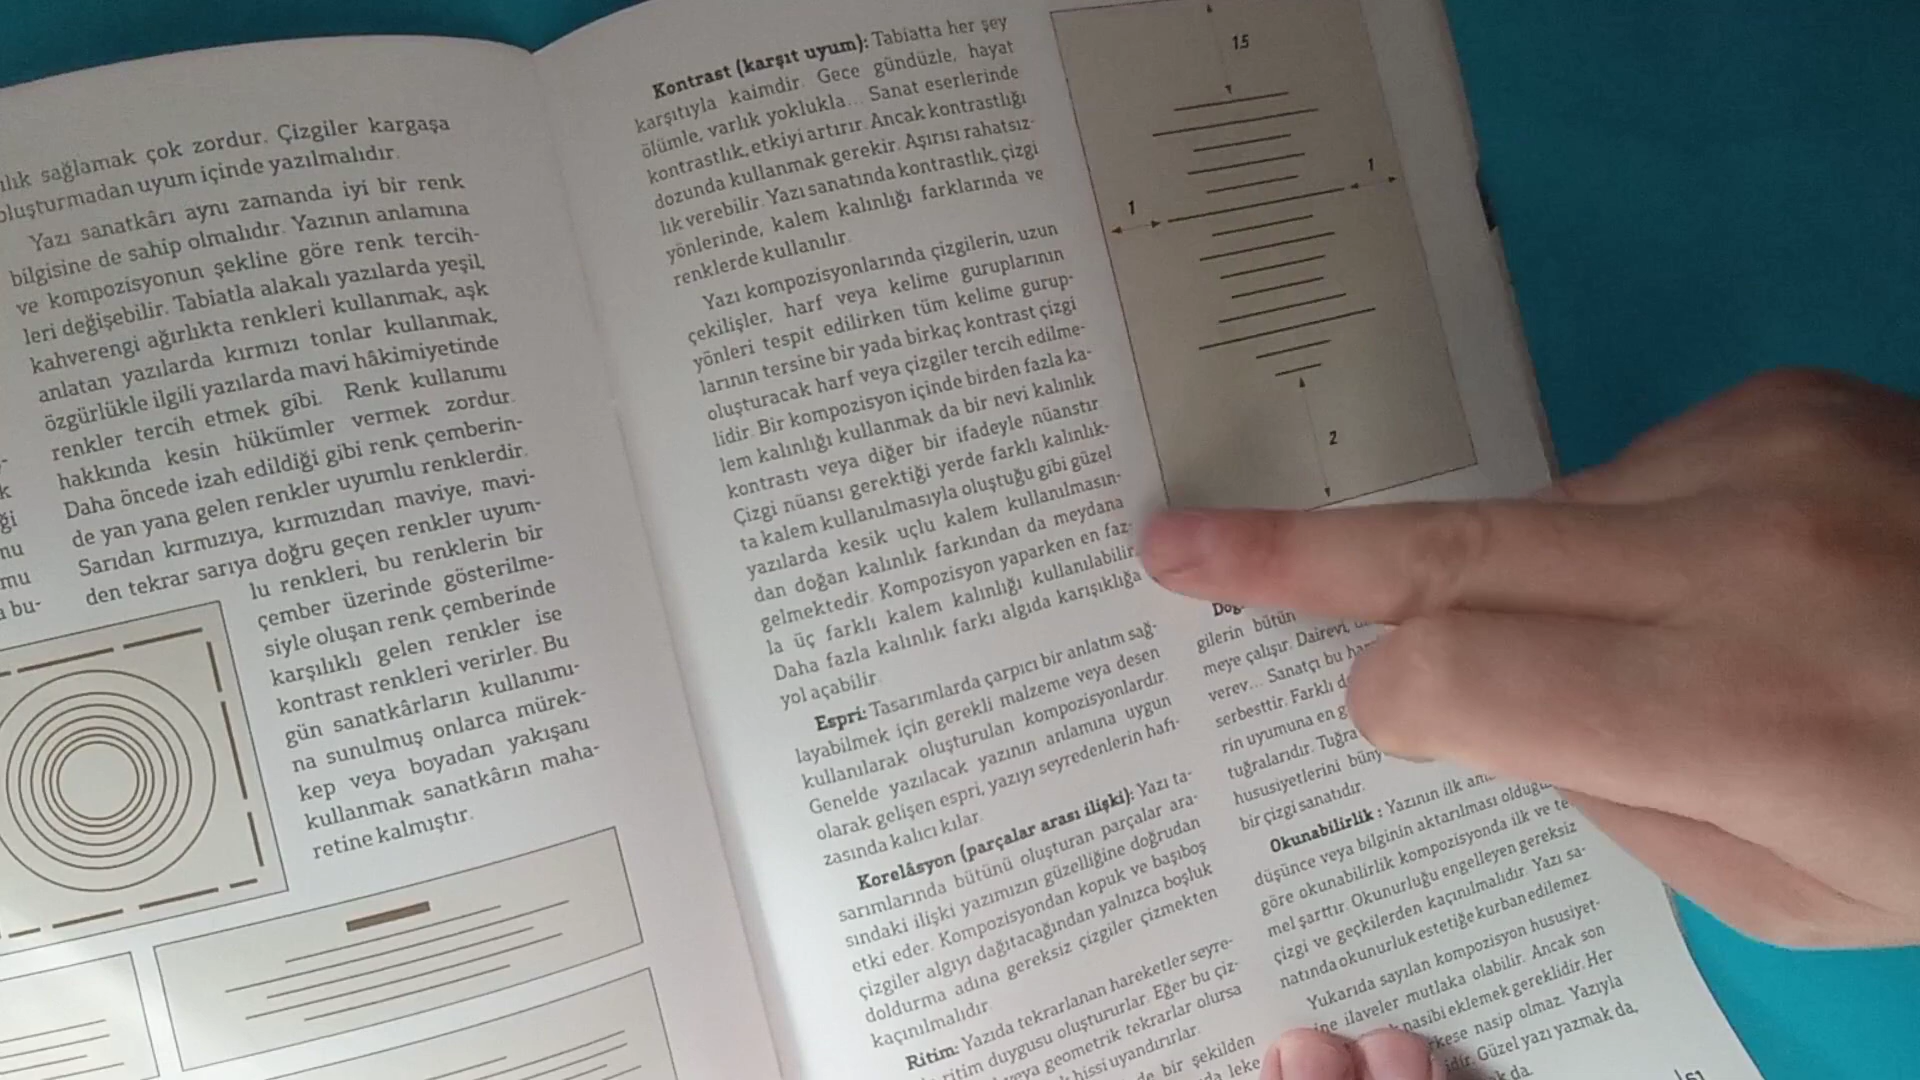 lık sağlamak çok zordur. Çizgiler kargaşa
oluşturmadan uyum içinde yazılmalıdır.
Yazı sanatkârı aynı zamanda iyi bir renk
bilgisine de sahip olmalıdır. Yazının anlamına
ve kompozisyonun şekline göre renk tercih-
leri değişebilir. Tabiatla alakalı yazılarda yeşil,
kahverengi ağırlıkta renkleri kullanmak, aşk
anlatan yazılarda kırmızı tonlar kullanmak,
özgürlükle ilgili yazılarda mavi hâkimiyetinde
renkler tercih etmek gibi. Renk kullanımı
hakkında kesin hükümler vermek zordur.
Daha öncede izah edildiği gibi renk çemberin-
de yan yana gelen renkler uyumlu renklerdir.
Sarıdan kırmızıya, kırmızıdan maviye, mavi-
den tekrar sarıya doğru geçen renkler uyum-
lu renkleri, bu renklerin bir
çember üzerinde gösterilme-
siyle oluşan renk çemberinde
karşılıklı gelen renkler ise
kontrast renkleri verirler. Bu
gün sanatkârların kullanımı-
na sunulmuş onlarca mürek-
kep veya boyadan yakışanı
kullanmak sanatkârın maha-
retine kalmıştır.
Kontrast (karşıt uyum): Tabiatta her şey
karşıtıyla kaimdir. Gece gündüzle, hayat
ölümle, varlık yoklukla... Sanat eserlerinde
kontrastlık, etkiyi artırır. Ancak kontrastlığı
dozunda kullanmak gerekir. Aşırısı rahatsız-
lık verebilir. Yazı sanatında kontrastlık, çizgi
yönlerinde, kalem kalınlığı farklarında ve
renklerde kullanılır.
Yazı kompozisyonlarında çizgilerin, uzun
çekilişler, harf veya kelime guruplarının
yönleri tespit edilirken tüm kelime gurup-
larının tersine bir yada birkaç kontrast çizgi
oluşturacak harf veya çizgiler tercih edilme-
lidir. Bir kompozisyon içinde birden fazla ka-
lem kalınlığı kullanmak da bir nevi kalınlık
kontrastı veya diğer bir ifadeyle nüanstır.
Çizgi nüansı gerektiği yerde farklı kalınlık-
ta kalem kullanılmasıyla oluştuğu gibi güzel
yazılarda kesik uçlu kalem kullanılmasın-
dan doğan kalınlık farkından da meydana
gelmektedir. Kompozisyon yaparken en faz-
la üç farklı kalem kalınlığı kullanılabilir.
Daha fazla kalınlık farkı algıda karışıklığa
yol açabilir.
Espri: Tasarımlarda çarpıcı bir anlatım sağ-
layabilmek için gerekli malzeme veya desen
kullanılarak oluşturulan kompozisyonlardır.
Genelde yazılacak yazının anlamına uygun
olarak gelişen espri, yazıyı seyredenlerin hafı-
zasında kalıcı kılar.
Korelâsyon (parçalar arası ilişki): Yazı ta-
sarımlarında bütünü oluşturan parçalar ara-
sındaki ilişki yazımızın güzelliğine doğrudan
etki eder. Kompozisyondan kopuk ve başıboş
çizgiler algıyı dağıtacağından yalnızca boşluk
doldurma adına gereksiz çizgiler çizmekten
kaçınılmalıdır.
Ritim: Yazıda tekrarlanan hareketler seyre-
ritim duygusu oluştururlar. Eğer bu çiz-
veya geometrik tekrarlar olursa
hissi uyandırırlar.
bir şekilden
leke
1.5
1
1
2
gilerin bütün
meye çalışır. Dairevi,
verev... Sanatçı bu
serbesttir. Farklı
rin uyumuna en
tuğralarıdır. Tuğra
hususiyetlerini
bir çizgi sanatıdır.
Okunabilirlik : Yazının ilk
düşünce veya bilginin aktarılması
göre okunabilirlik kompozisyonda ilk ve te-
mel şarttır. Okunurluğu engelleyen gereksiz
çizgi ve geçkilerden kaçınılmalıdır. Yazı sa-
natında okunurluk estetiğe kurban edilemez.
Yukarıda sayılan kompozisyon hususiyet-
ilaveler mutlaka olabilir. Ancak son
nasibi eklemek gereklidir. Her
nasip olmaz. Yazıyla
Güzel yazı yazmak da,
da.